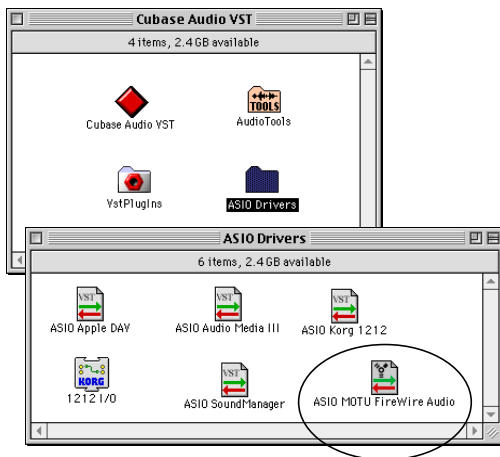 Cubase Audio VST
4 items, 2.4 GB available
Cubase Audio VST
AudioTools
TOOLS
VstPlugIns
ASIO Drivers
ASIO Drivers
6 items, 2.4 GB available
VST
ASIO Apple DAV
VST
ASIO Audio Media III
VST
ASIO Korg 1212
KORG
1212 I/O
VST
ASIO SoundManager
ASIO MOTU FireWire Audio